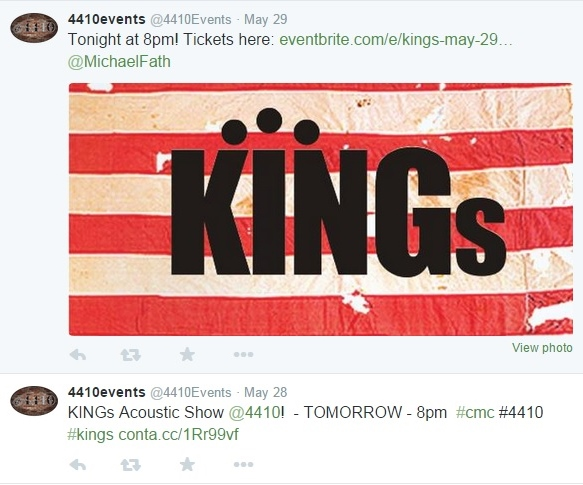 4410events @4410Events · May 29
Tonight at 8pm! Tickets here: eventbrite.com/e/kings-may-29…
@MichaelFath
KINGs
View photo
4410events @4410Events · May 28
KINGs Acoustic Show @4410! - TOMORROW - 8pm #cmc #4410
#kings conta.cc/1Rr99vf